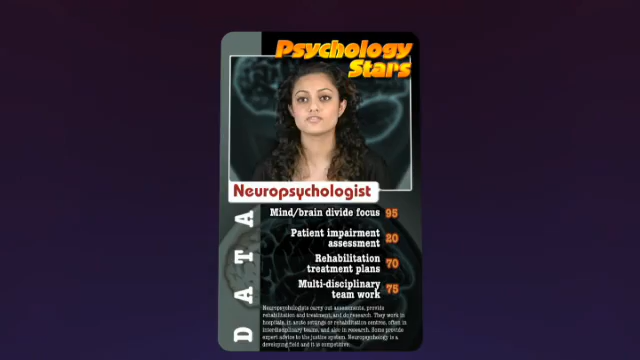 Psychology
Stars
Neuropsychologist
DATA
Mind/brain divide focus 95
Patient impairment
assessment 20
Rehabilitation
treatment plans 70
Multi-disciplinary
team work 75
Neuropsychologists carry out assessments, provide
rehabilitation and treatment, and do research. They work in
hospitals, in acute settings or rehabilitation centres, often in
interdisciplinary teams, and also in research. Some provide
expert advice to the justice system. Neuropsychology is a
developing field and it is competitive.